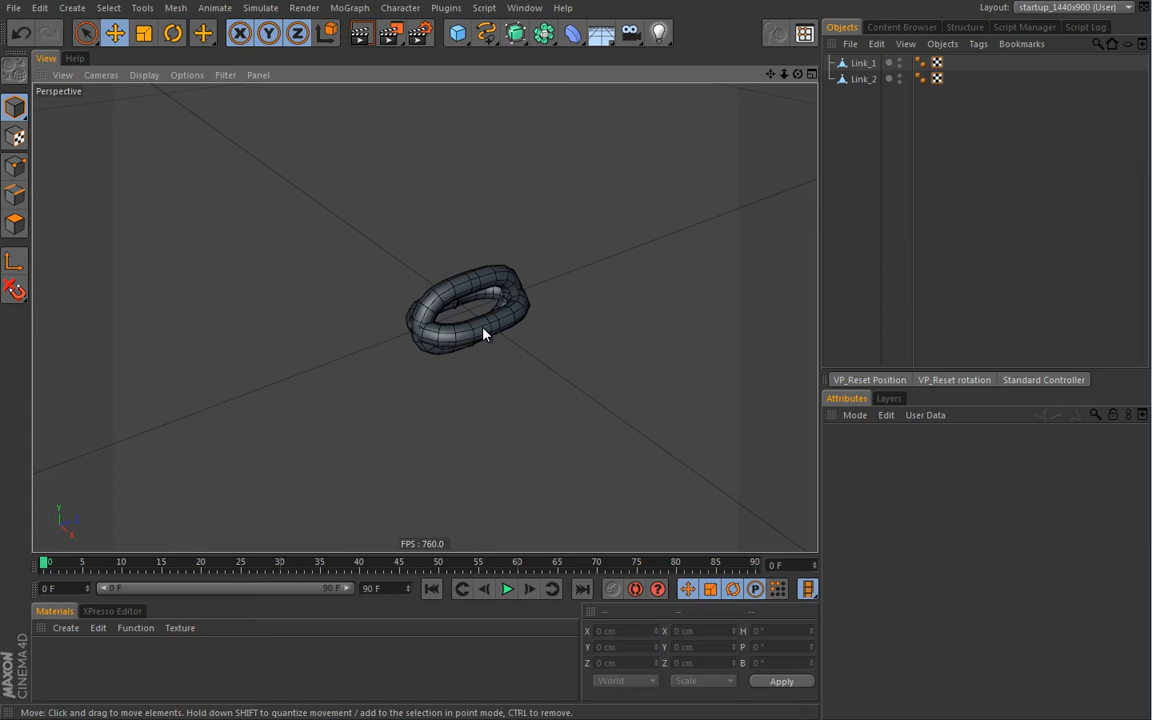 File Edit Create Select Tools Mesh Animate Simulate Render MoGraph Character Plugins Script Window Help
Layout: startup_1440x900 (User)
X Y Z
View Help
Objects Content Browser Structure Script Manager Script Log
View Cameras Display Options Filter Panel
File Edit View Objects Tags Bookmarks
Perspective
Link_1
Link_2
VP_Reset Position VP_Reset rotation Standard Controller
Attributes Layers
Mode Edit User Data
Y
X
FPS : 760.0
0 5 10 15 20 25 30 35 40 45 50 55 60 65 70 75 80 85 90 0 F
0 F 0 F 90 F 90 F
Materials XPresso Editor
-- -- --
Create Edit Function Texture
X 0 cm X 0 cm H 0 °
Y 0 cm Y 0 cm P 0 °
Z 0 cm Z 0 cm B 0 °
World Scale Apply
MAXON
CINEMA 4D
Move: Click and drag to move elements. Hold down SHIFT to quantize movement / add to the selection in point mode, CTRL to remove.